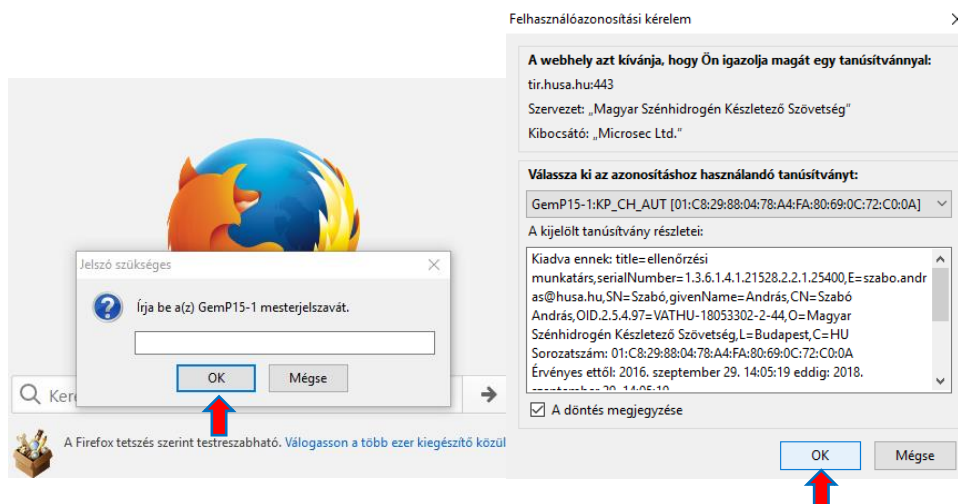 Felhasználóazonosítási kérelem
A webhely azt kívánja, hogy Ön igazolja magát egy tanúsítvánnyal:
tir.husa.hu:443
Szervezet: „Magyar Szénhidrogén Készletező Szövetség"
Kibocsátó: „Microsec Ltd."
Válassza ki az azonosításhoz használandó tanúsítványt:
GemP15-1:KP_CH_AUT [01:C8:29:88:04:78:A4:FA:80:69:0C:72:C0:0A]
A kijelölt tanúsítvány részletei:
Kiadva ennek: title=ellenőrzési
munkatárs,serialNumber=1.3.6.1.4.1.21528.2.2.1.25400,E=szabo.andr
as@husa.hu,SN=Szabó,givenName=András,CN=Szabó
András,OID.2.5.4.97=VATHU-18053302-2-44,O=Magyar
Szénhidrogén Készletező Szövetség,L=Budapest,C=HU
Sorozatszám: 01:C8:29:88:04:78:A4:FA:80:69:0C:72:C0:0A
Érvényes ettől: 2016. szeptember 29. 14:05:19 eddig: 2018.
szeptember 29. 14:05:19
A döntés megjegyzése
OK Mégse
Jelszó szükséges
Írja be a(z) GemP15-1 mesterjelszavát.
OK Mégse
Kere
A Firefox tetszés szerint testreszabható. Válogasson a több ezer kiegészítő közül